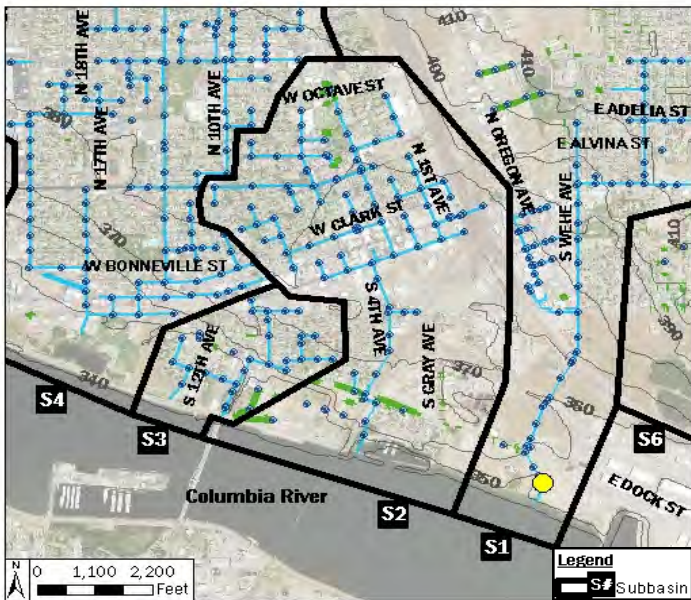 N 18TH AVE
N 17TH AVE
N 10TH AVE
W OCTAVE ST
N 1ST AVE
W CLARK ST
W BONNEVILLE ST
N OREGON AVE
S WEHE AVE
E ADELIA ST
E ALVINA ST
S 4TH AVE
S GRAY AVE
S 12TH AVE
410
400
410
380
370
410
390
370
360
350
340
S4
S3
S2
S1
S6
E DOCK ST
Columbia River
N
0 1,100 2,200
Feet
Legend
S# Subbasin